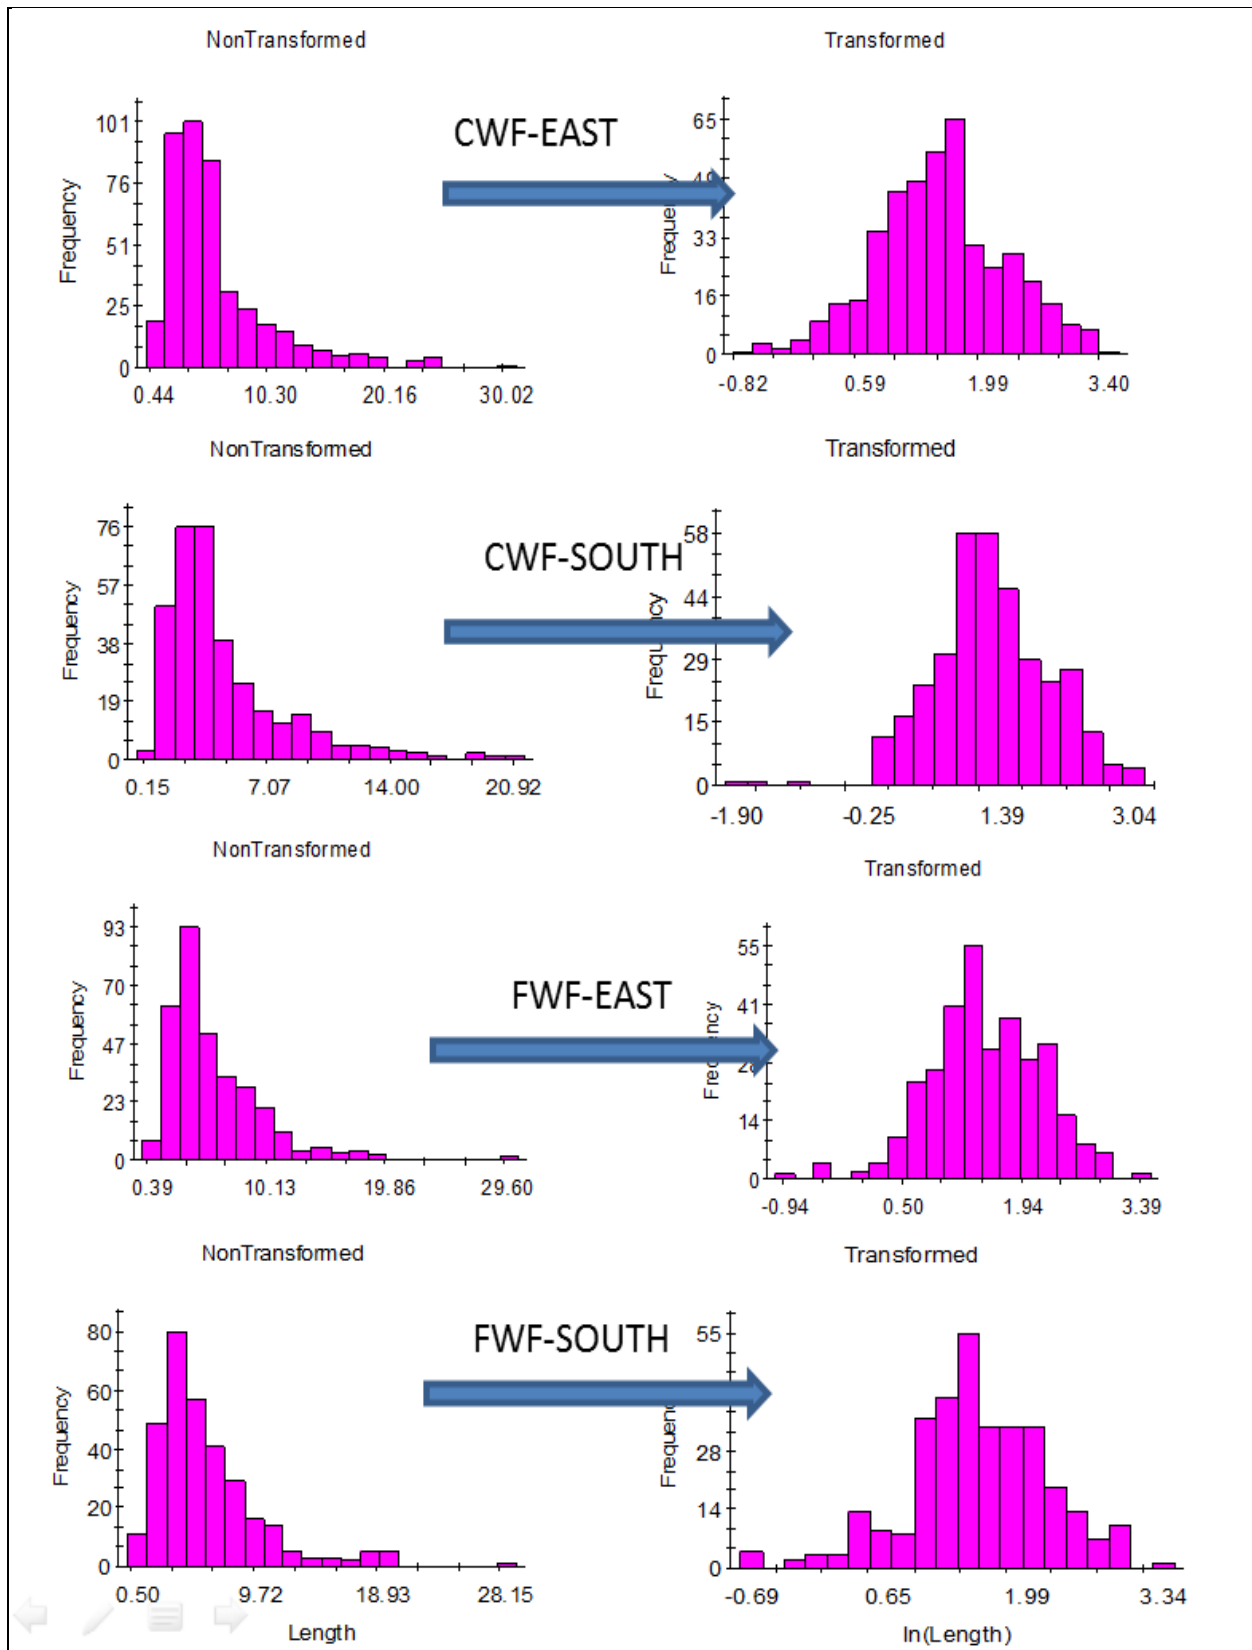 NonTransformed
Transformed
CWF-EAST
Frequency
101
76
51
25
0
0.44 10.30 20.16 30.02
Frequency
65
33
16
0
-0.82 0.59 1.99 3.40
NonTransformed
Transformed
CWF-SOUTH
Frequency
76
57
38
19
0
0.15 7.07 14.00 20.92
Frequency
58
44
29
15
0
-1.90 -0.25 1.39 3.04
NonTransformed
Transformed
FWF-EAST
Frequency
93
70
47
23
0
0.39 10.13 19.86 29.60
Frequency
55
41
14
0
-0.94 0.50 1.94 3.39
NonTransformed
Transformed
FWF-SOUTH
Frequency
80
60
40
20
0
0.50 9.72 18.93 28.15
Length
Frequency
55
28
14
0
-0.69 0.65 1.99 3.34
ln(Length)